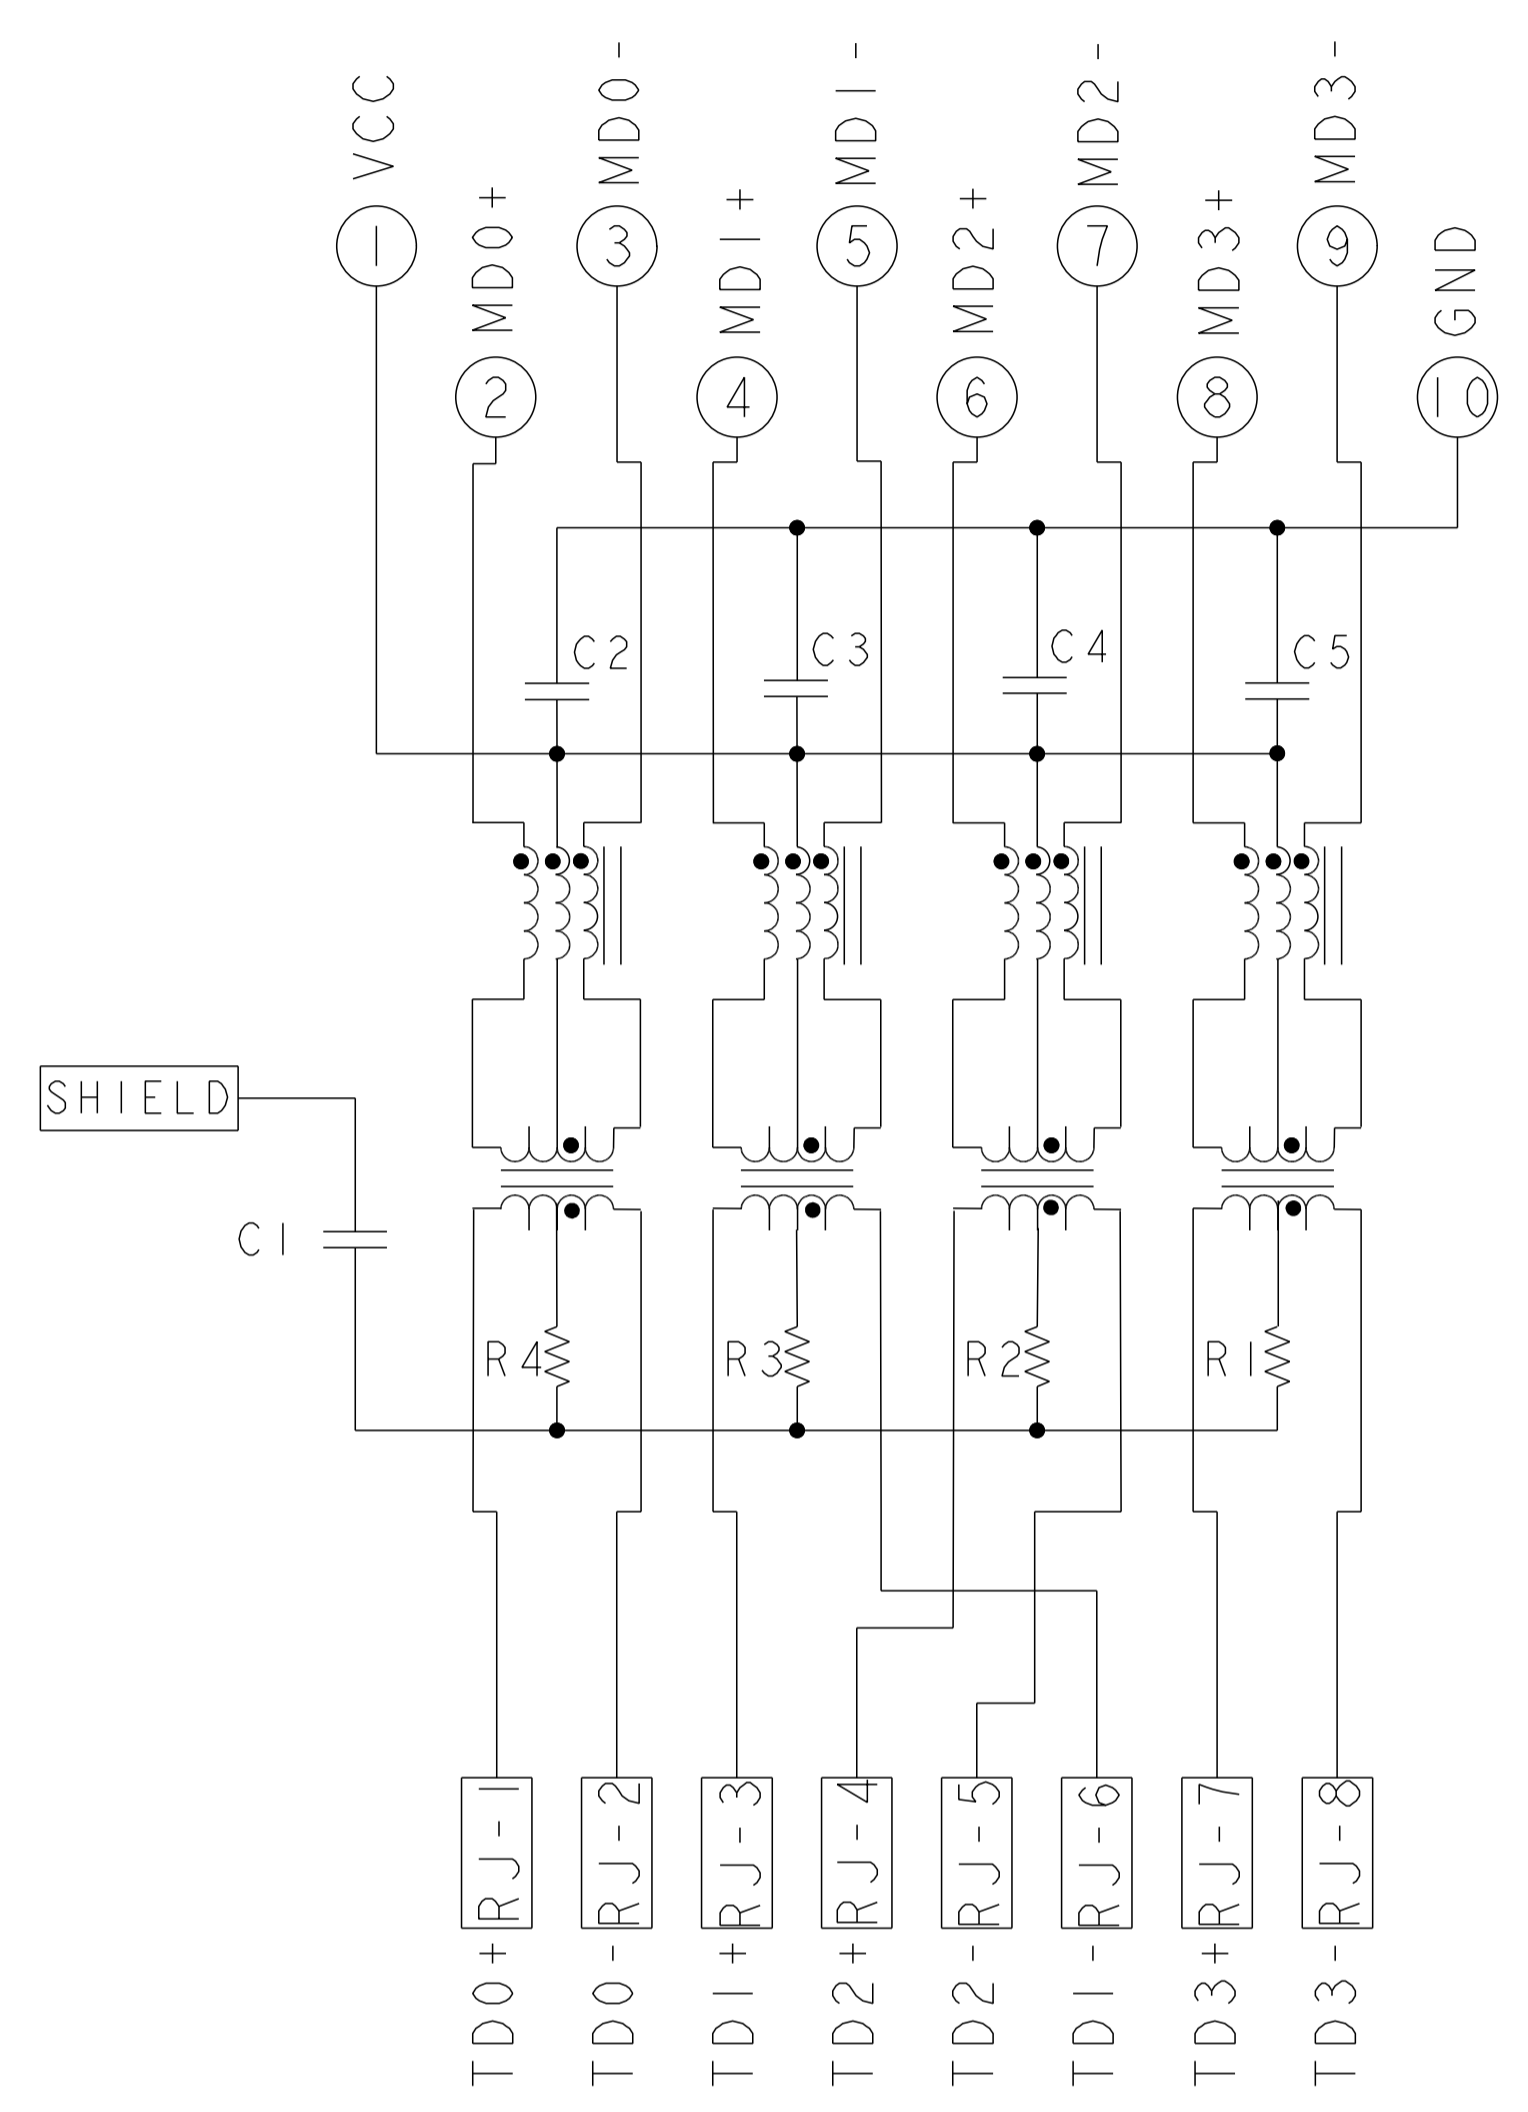 VCC
MD0-
MD1-
MD2-
MD3-
MD0+
MD1+
MD2+
MD3+
GND
1
3
5
7
9
2
4
6
8
10
C2
C3
C4
C5
SHIELD
C1
R4
R3
R2
R1
RJ-1
RJ-2
RJ-3
RJ-4
RJ-5
RJ-6
RJ-7
RJ-8
TD0+
TD0-
TD1+
TD2+
TD2-
TD1-
TD3+
TD3-